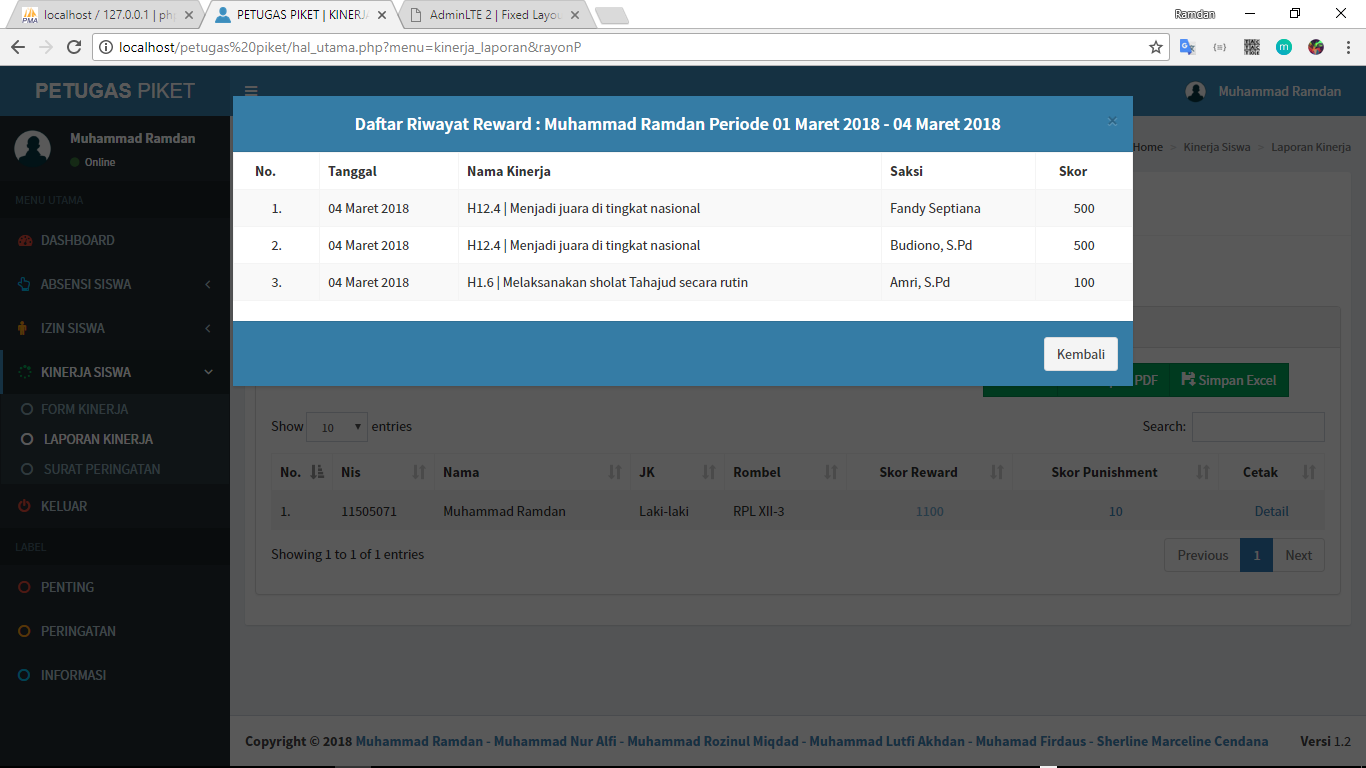 localhost / 127.0.0.1 | php
PETUGAS PIKET | KINERJA
AdminLTE 2 | Fixed Layou
Ramdan
localhost/petugas%20piket/hal_utama.php?menu=kinerja_laporan&rayonP
PETUGAS PIKET
Muhammad Ramdan
Muhammad Ramdan
Online
Home > Kinerja Siswa > Laporan Kinerja
MENU UTAMA
DASHBOARD
ABSENSI SISWA
IZIN SISWA
KINERJA SISWA
FORM KINERJA
LAPORAN KINERJA
SURAT PERINGATAN
KELUAR
LABEL
PENTING
PERINGATAN
INFORMASI
Daftar Riwayat Reward : Muhammad Ramdan Periode 01 Maret 2018 - 04 Maret 2018 ×
No. Tanggal Nama Kinerja Saksi Skor
1. 04 Maret 2018 H12.4 | Menjadi juara di tingkat nasional Fandy Septiana 500
2. 04 Maret 2018 H12.4 | Menjadi juara di tingkat nasional Budiono, S.Pd 500
3. 04 Maret 2018 H1.6 | Melaksanakan sholat Tahajud secara rutin Amri, S.Pd 100
Kembali
PDF Simpan Excel
Show 10 entries Search:
No. Nis Nama JK Rombel Skor Reward Skor Punishment Cetak
1. 11505071 Muhammad Ramdan Laki-laki RPL XII-3 1100 10 Detail
Showing 1 to 1 of 1 entries Previous 1 Next
Copyright © 2018 Muhammad Ramdan - Muhammad Nur Alfi - Muhammad Rozinul Miqdad - Muhammad Lutfi Akhdan - Muhamad Firdaus - Sherline Marceline Cendana Versi 1.2